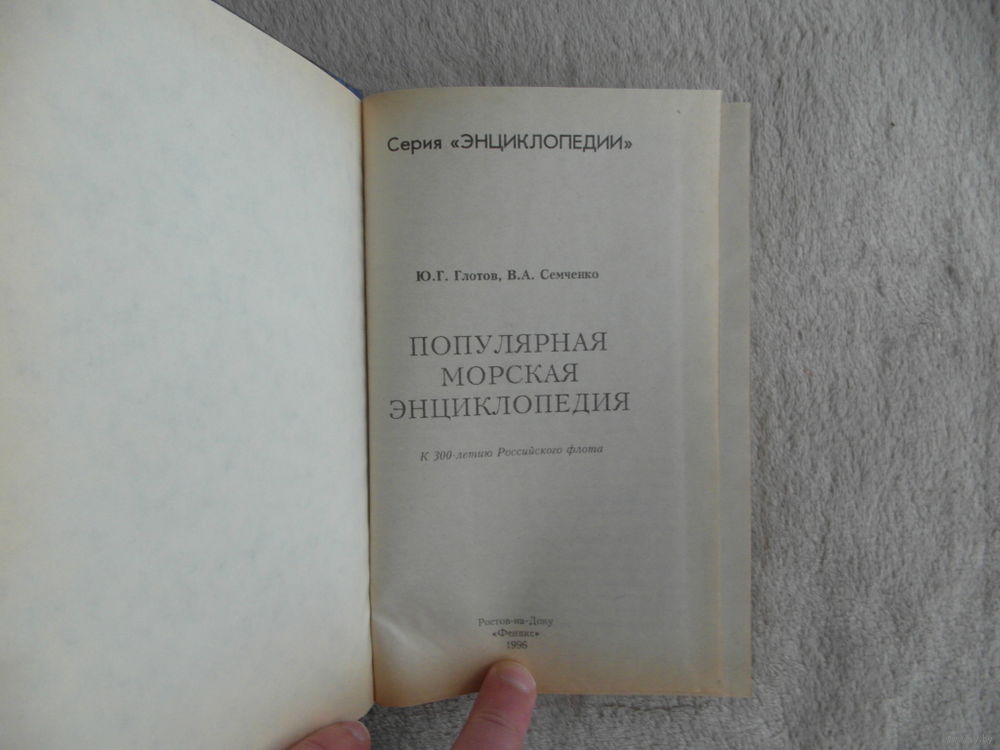 Серия «ЭНЦИКЛОПЕДИИ»
Ю.Г. Глотов, В.А. Семченко
ПОПУЛЯРНАЯ
МОРСКАЯ
ЭНЦИКЛОПЕДИЯ
К 300-летию Российского флота
Ростов-на-Дону
«Феникс»
1996